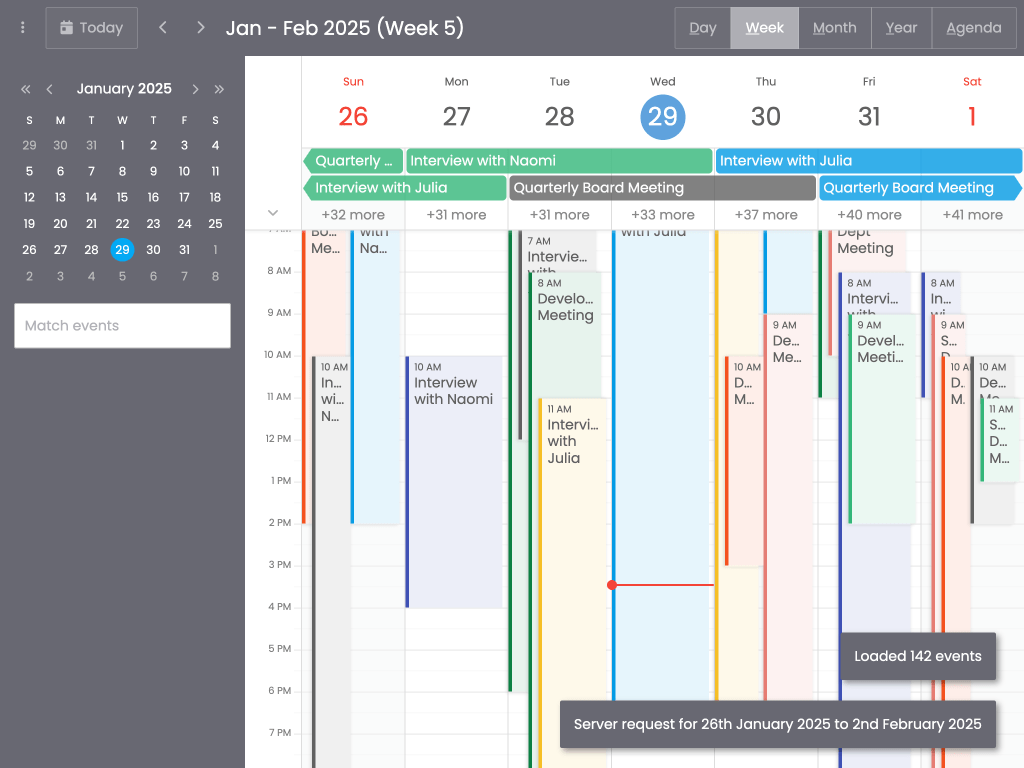 Today
Jan - Feb 2025 (Week 5)
Day
Week
Month
Year
Agenda
January 2025
S M T W T F S
29 30 31 1 2 3 4
5 6 7 8 9 10 11
12 13 14 15 16 17 18
19 20 21 22 23 24 25
26 27 28 29 30 31 1
2 3 4 5 6 7 8
Match events
Sun Mon Tue Wed Thu Fri Sat
26 27 28 29 30 31 1
Quarterly ...
Interview with Naomi
Interview with Julia
Interview with Julia
Quarterly Board Meeting
Quarterly Board Meeting
+32 more +31 more +31 more +33 more +37 more +40 more +41 more
8 AM
9 AM
10 AM
11 AM
12 PM
1 PM
2 PM
3 PM
4 PM
5 PM
6 PM
7 PM
Bo...
Me...
with
Na...
10 AM
In...
wi...
N...
10 AM
Interview
with Naomi
7 AM
Intervie...
with
8 AM
Develo...
Meeting
11 AM
Intervi...
with
Julia
with Julia
10 AM
D...
M...
9 AM
De...
Me...
Dept
Meeting
8 AM
Intervi...
with
9 AM
Devel...
Meeti...
8 AM
In...
wi...
9 AM
S...
D...
10 A
D..
M.
10 AM
De...
Me...
11 AM
S...
D...
M...
Loaded 142 events
Server request for 26th January 2025 to 2nd February 2025